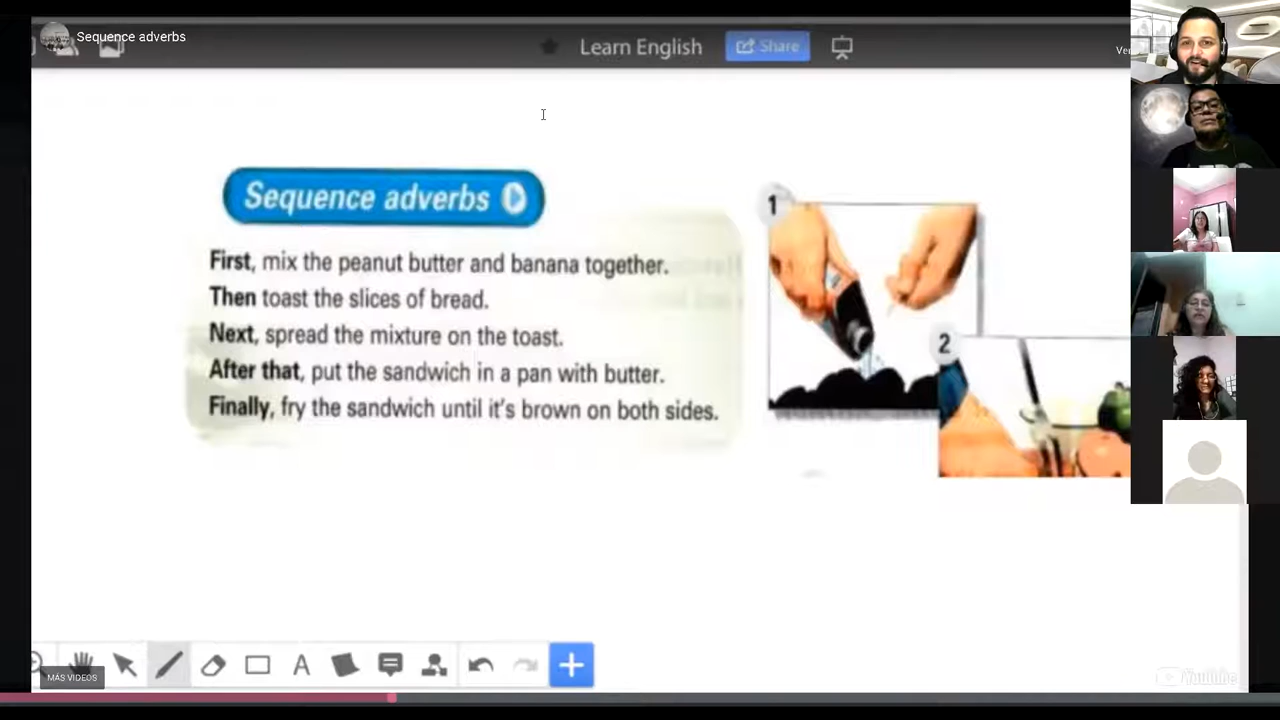 Sequence adverbs
Learn English
Share
Sequence adverbs
First, mix the peanut butter and banana together.
Then toast the slices of bread.
Next, spread the mixture on the toast.
After that, put the sandwich in a pan with butter.
Finally, fry the sandwich until it's brown on both sides.
1
2
A
MÁS VIDEOS
YouTube